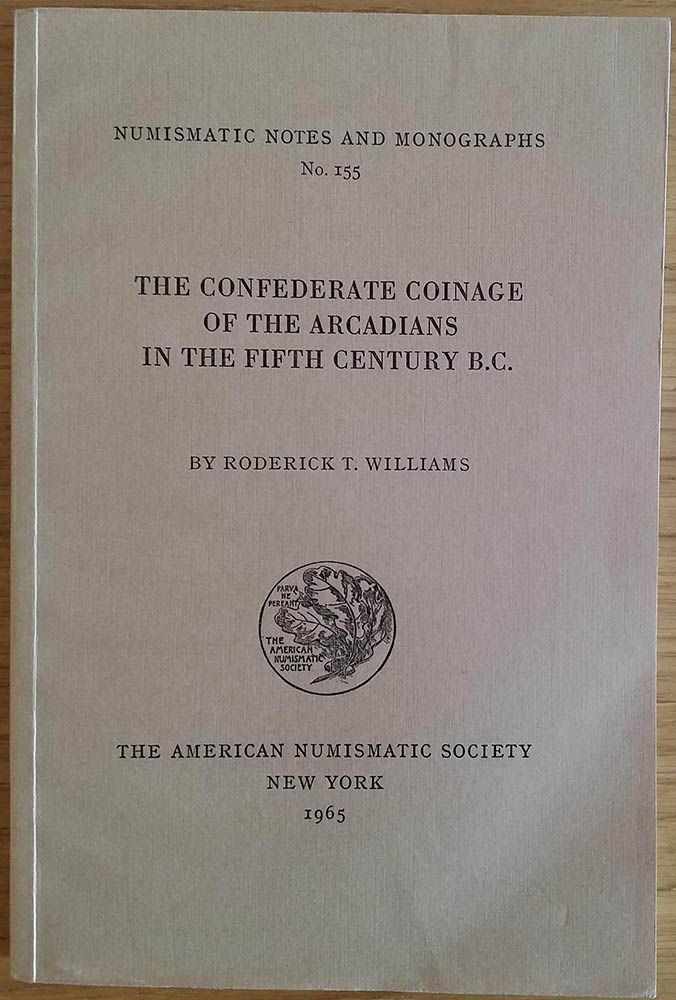 NUMISMATIC NOTES AND MONOGRAPHS
No. 155
THE CONFEDERATE COINAGE
OF THE ARCADIANS
IN THE FIFTH CENTURY B.C.
BY RODERICK T. WILLIAMS
PARVA
NE
PEREANT
THE
AMERICAN
NUMISMATIC
SOCIETY
THE AMERICAN NUMISMATIC SOCIETY
NEW YORK
1965